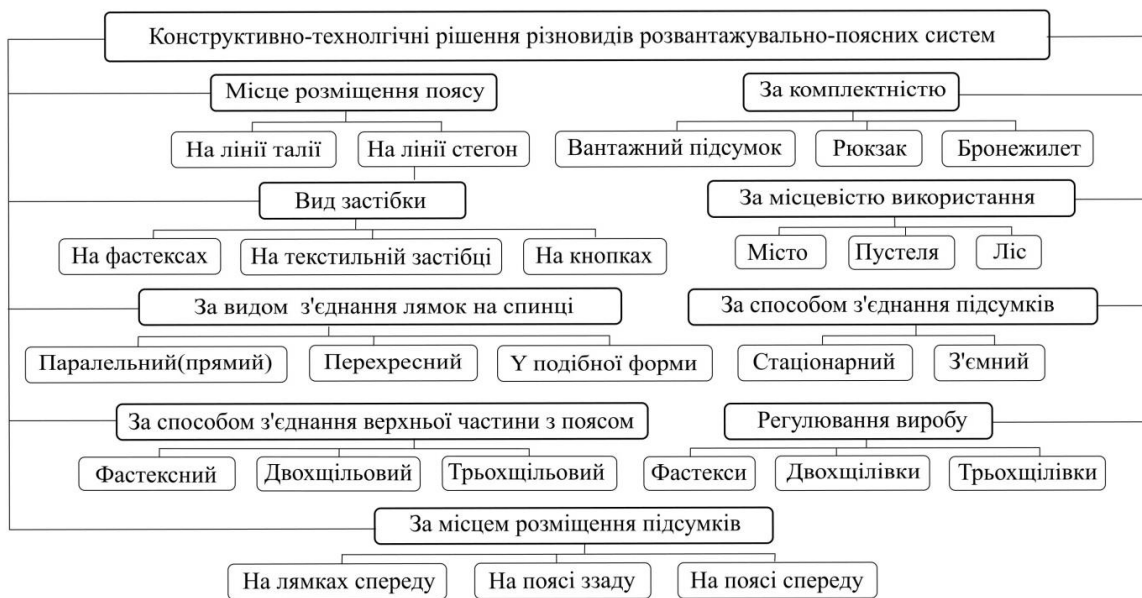 Конструктивно-технолгічні рішення різновидів розвантажувально-поясних систем
Місце розміщення поясу
На лінії талії
На лінії стегон
За комплектністю
Вантажний підсумок
Рюкзак
Бронежилет
Вид застібки
На фастексах
На текстильній застібці
На кнопках
За місцевістю використання
Місто
Пустеля
Ліс
За видом з'єднання лямок на спинці
Паралельний(прямий)
Перехресний
Y подібної форми
За способом з'єднання підсумків
Стаціонарний
З'ємний
За способом з'єднання верхньої частини з поясом
Фастексний
Двохщільовий
Трьохщільовий
Регулювання виробу
Фастекси
Двохщілівки
Трьохщілівки
За місцем розміщення підсумків
На лямках спереду
На поясі ззаду
На поясі спереду